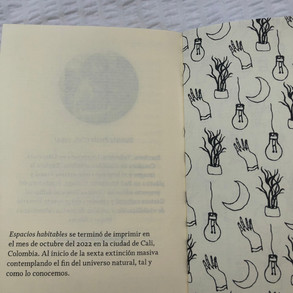 Espacios habitables se terminó de imprimir en
el mes de octubre del 2022 en la ciudad de Cali,
Colombia. Al inicio de la sexta extinción masiva
contemplando el fin del universo natural, tal y
como lo conocemos.